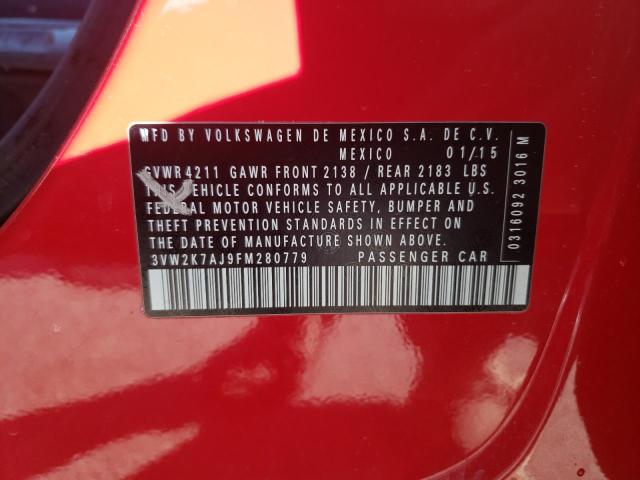 MFD BY VOLKSWAGEN DE MEXICO S.A. DE C.V.
MEXICO 01/15
GVWR 4211 GAWR FRONT 2138 / REAR 2183 LBS
THIS VEHICLE CONFORMS TO ALL APPLICABLE U.S.
FEDERAL MOTOR VEHICLE SAFETY, BUMPER AND
THEFT PREVENTION STANDARDS IN EFFECT ON
THE DATE OF MANUFACTURE SHOWN ABOVE.
3VW2K7AJ9FM280779 PASSENGER CAR
0316092 3016 M